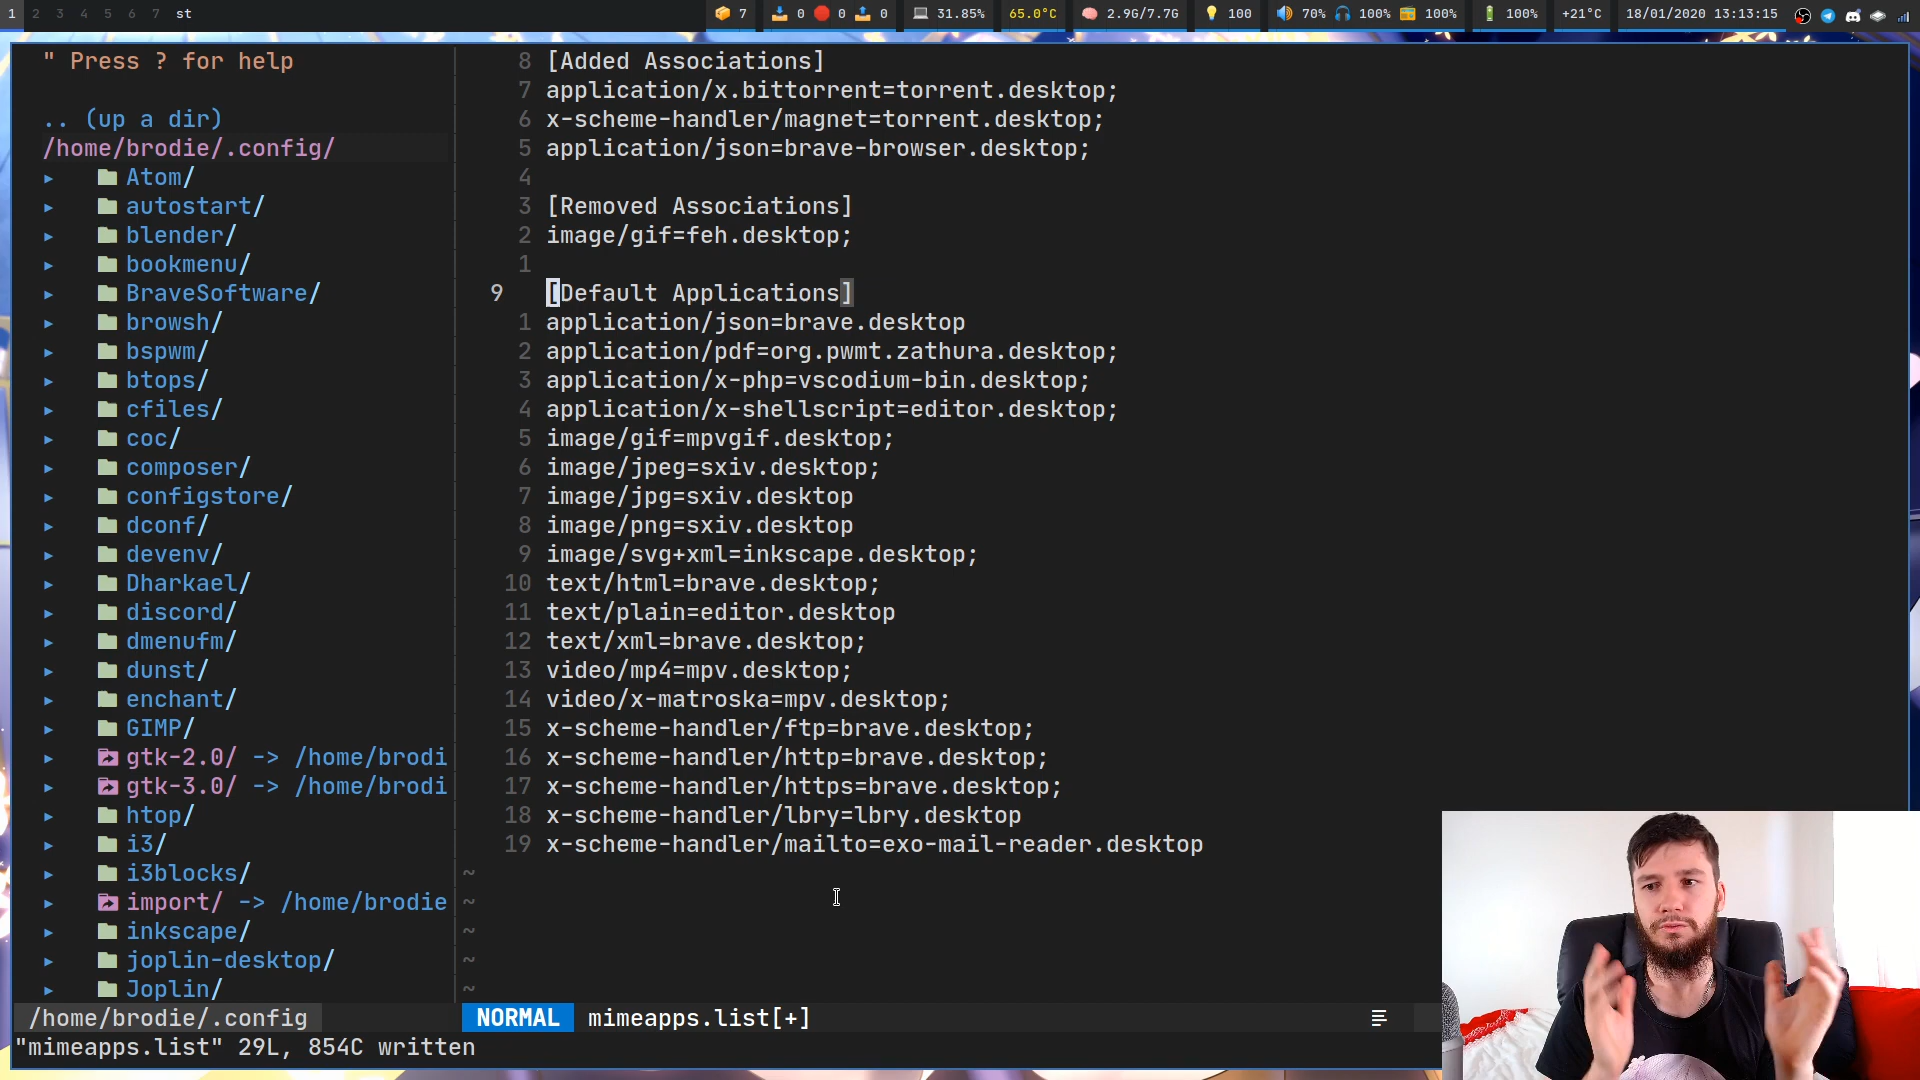 1 2 3 4 5 6 7 st 7 0 0 0 31.85% 65.0°C 2.9G/7.7G 100 70% 100% 100% 100% +21°C 18/01/2020 13:13:15
" Press ? for help
.. (up a dir)
/home/brodie/.config/
▸ Atom/
▸ autostart/
▸ blender/
▸ bookmenu/
▸ BraveSoftware/
▸ browsh/
▸ bspwm/
▸ btops/
▸ cfiles/
▸ coc/
▸ composer/
▸ configstore/
▸ dconf/
▸ devenv/
▸ Dharkael/
▸ discord/
▸ dmenufm/
▸ dunst/
▸ enchant/
▸ GIMP/
▸ gtk-2.0/ -> /home/brodi
▸ gtk-3.0/ -> /home/brodi
▸ htop/
▸ i3/
▸ i3blocks/
▸ import/ -> /home/brodie
▸ inkscape/
▸ joplin-desktop/
▸ Joplin/
/home/brodie/.config
8 [Added Associations]
7 application/x.bittorrent=torrent.desktop;
6 x-scheme-handler/magnet=torrent.desktop;
5 application/json=brave-browser.desktop;
4
3 [Removed Associations]
2 image/gif=feh.desktop;
1
9 [Default Applications]
1 application/json=brave.desktop
2 application/pdf=org.pwmt.zathura.desktop;
3 application/x-php=vscodium-bin.desktop;
4 application/x-shellscript=editor.desktop;
5 image/gif=mpvgif.desktop;
6 image/jpeg=sxiv.desktop;
7 image/jpg=sxiv.desktop
8 image/png=sxiv.desktop
9 image/svg+xml=inkscape.desktop;
10 text/html=brave.desktop;
11 text/plain=editor.desktop
12 text/xml=brave.desktop;
13 video/mp4=mpv.desktop;
14 video/x-matroska=mpv.desktop;
15 x-scheme-handler/ftp=brave.desktop;
16 x-scheme-handler/http=brave.desktop;
17 x-scheme-handler/https=brave.desktop;
18 x-scheme-handler/lbry=lbry.desktop
19 x-scheme-handler/mailto=exo-mail-reader.desktop
~
~
~
~
~
NORMAL mimeapps.list[+]
"mimeapps.list" 29L, 854C written